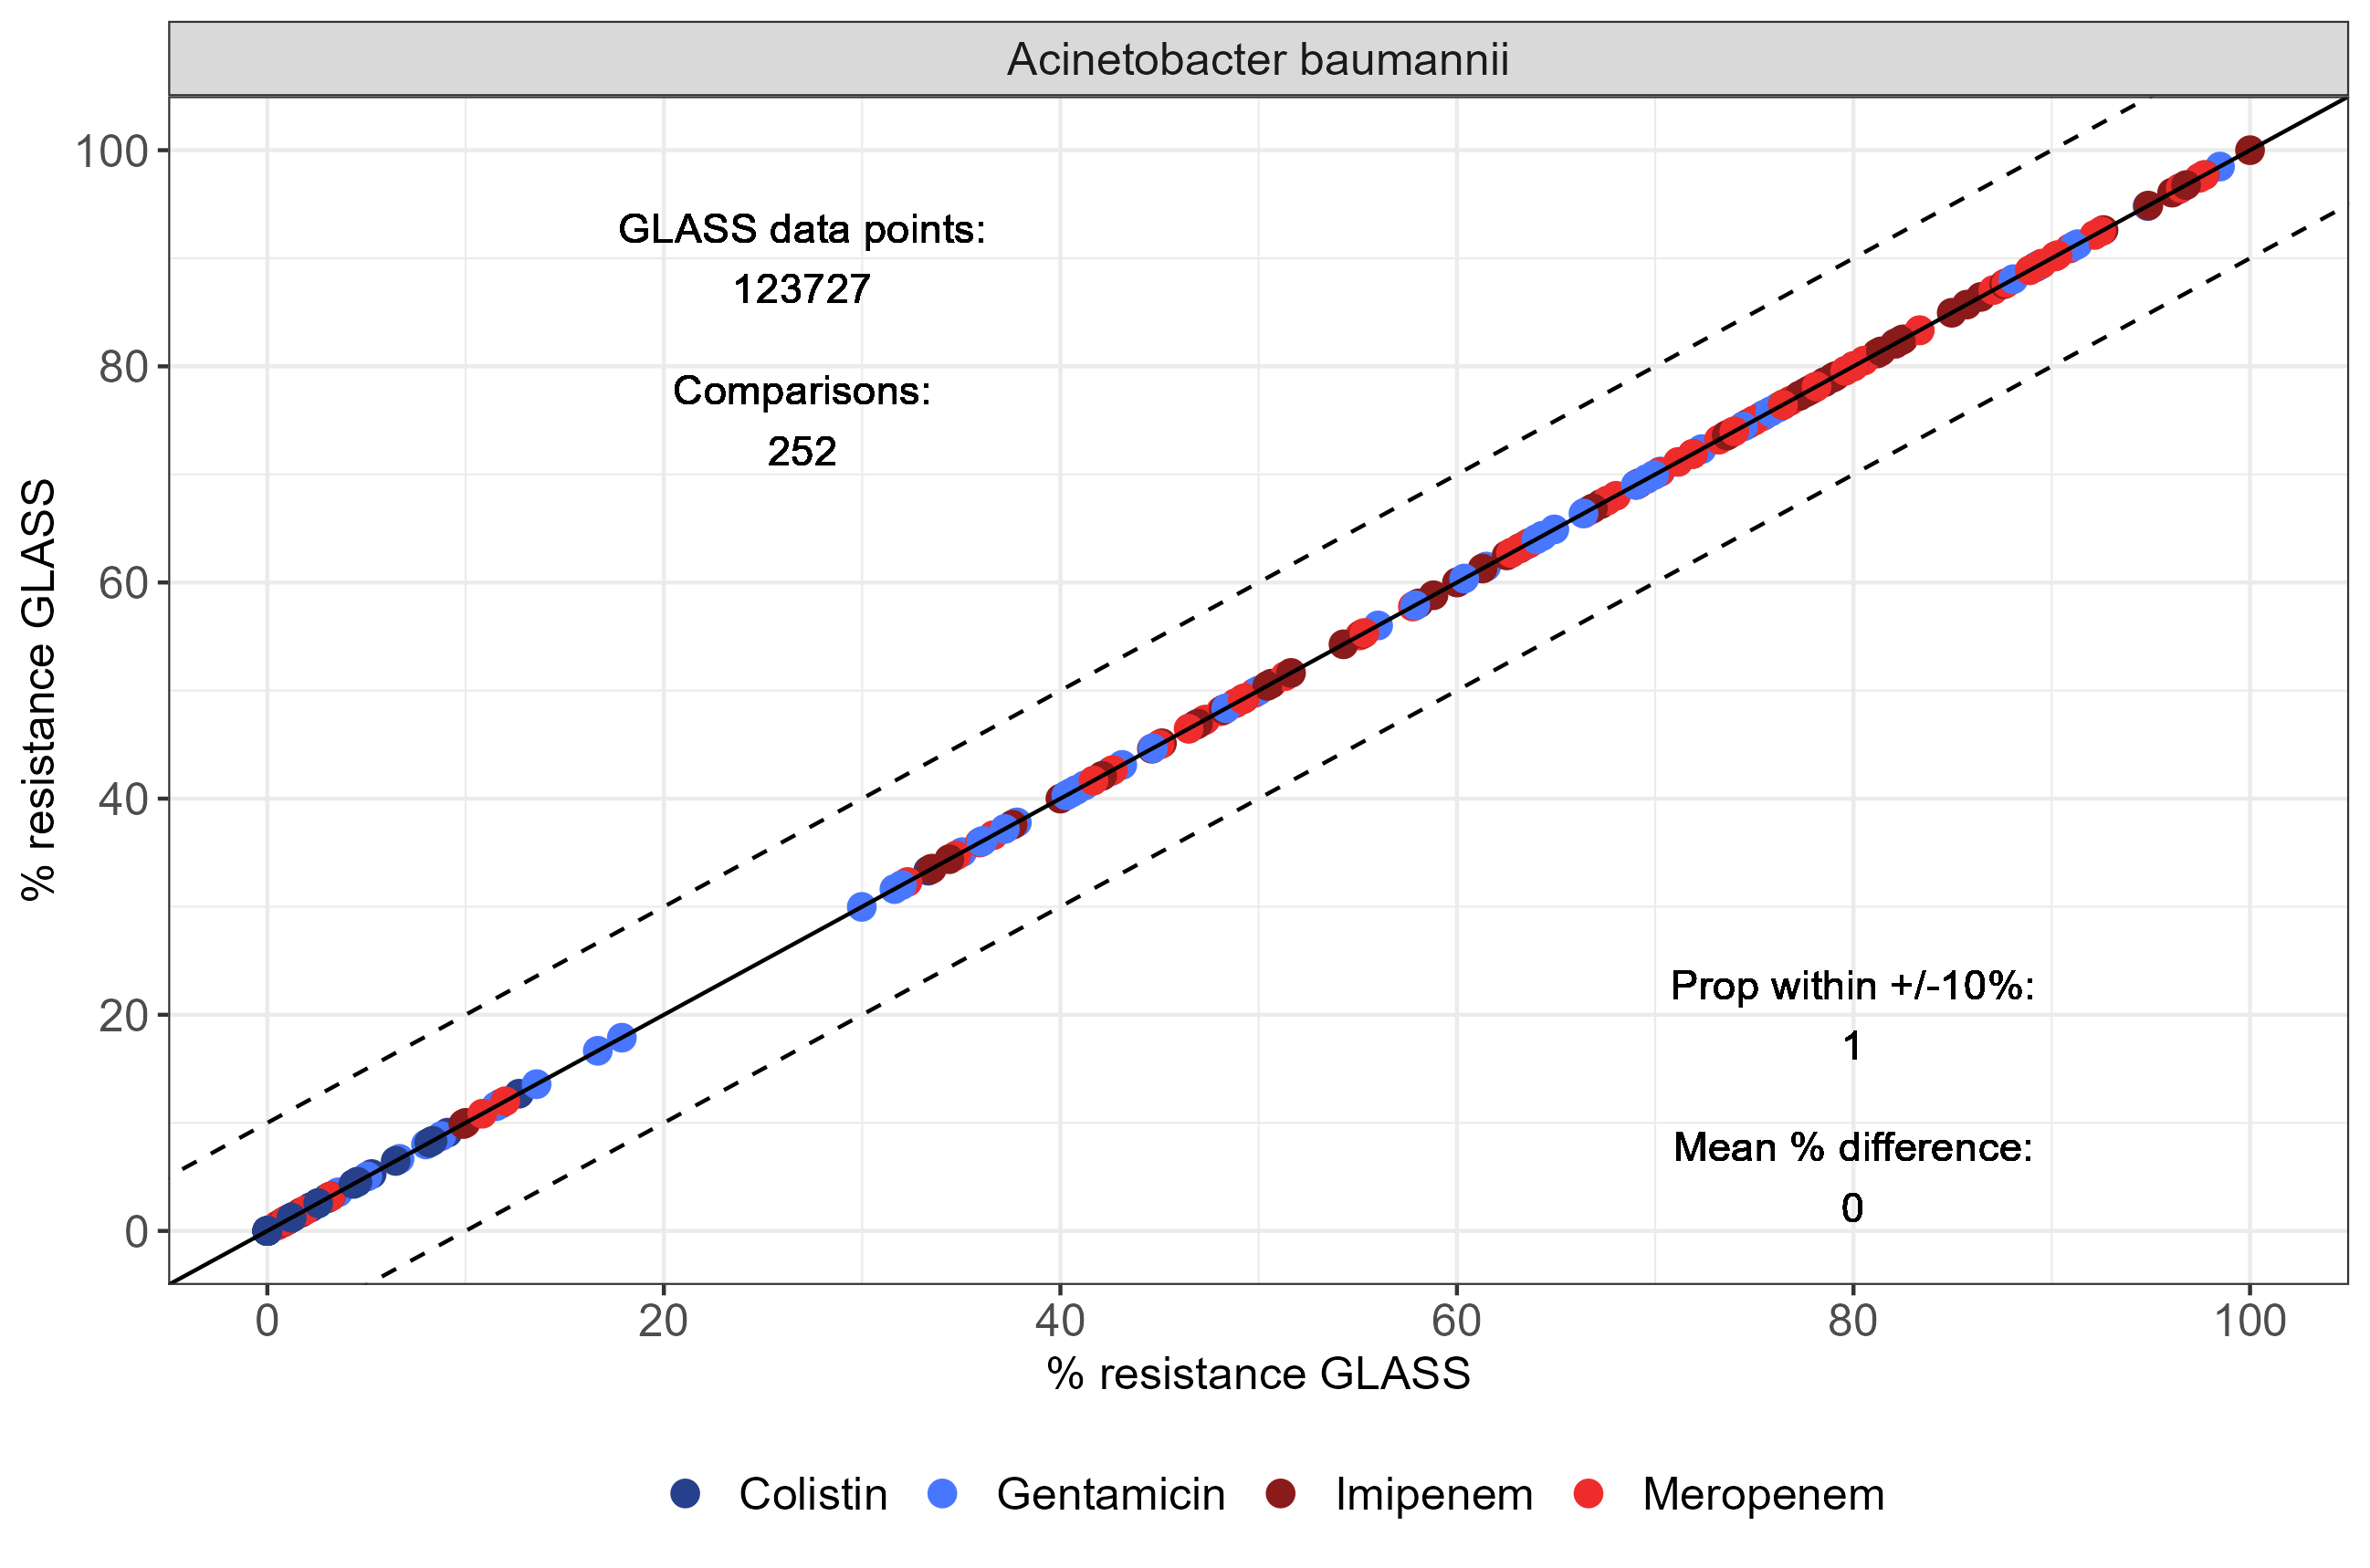 Acinetobacter baumannii
% resistance GLASS
100
80
60
40
20
0
GLASS data points:
123727
Comparisons:
252
Prop within +/-10%:
1
Mean % difference:
0
0 20 40 60 80 100
% resistance GLASS
Colistin Gentamicin Imipenem Meropenem